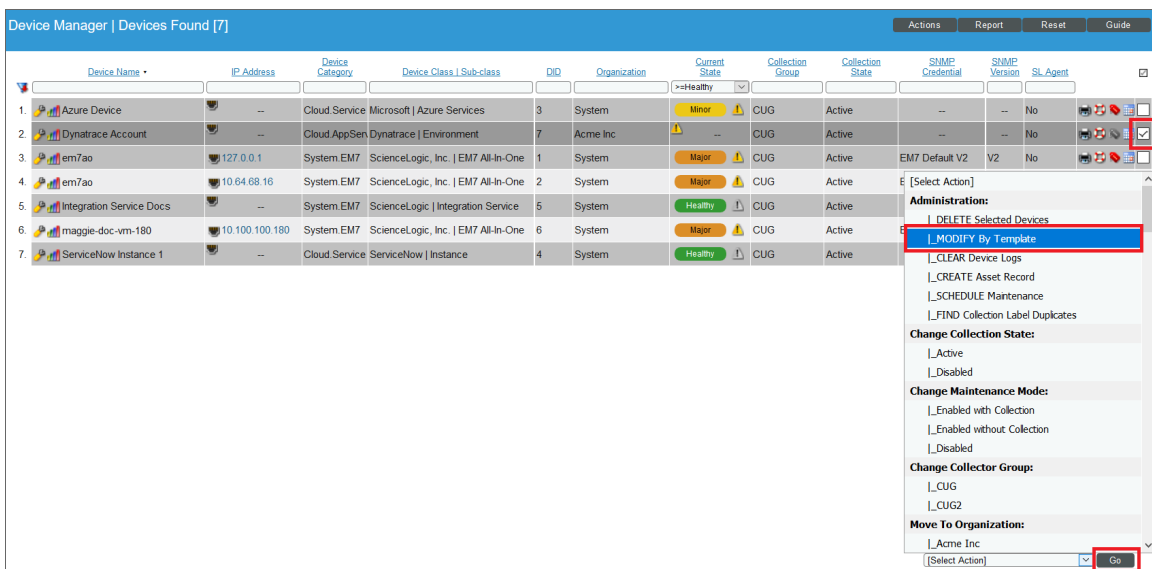 Device Manager | Devices Found [7]
Actions Report Reset Guide
Device Name IP Address Device Category Device Class | Sub-class DID Organization Current State Collection Group Collection State SNMP Credential SNMP Version SL Agent
>=Healthy
1. Azure Device -- Cloud.Service Microsoft | Azure Services 3 System Minor CUG Active -- -- No
2. Dynatrace Account -- Cloud.AppServ Dynatrace | Environment 7 Acme Inc -- CUG Active -- -- No
3. em7ao 127.0.0.1 System.EM7 ScienceLogic, Inc. | EM7 All-In-One 1 System Major CUG Active EM7 Default V2 V2 No
4. em7ao 10.64.68.16 System.EM7 ScienceLogic, Inc. | EM7 All-In-One 2 System Major CUG Active E
5. Integration Service Docs -- System.EM7 ScienceLogic | Integration Service 5 System Healthy CUG Active
6. maggie-doc-vm-180 10.100.100.180 System.EM7 ScienceLogic, Inc. | EM7 All-In-One 6 System Major CUG Active E
7. ServiceNow Instance 1 -- Cloud.Service ServiceNow | Instance 4 System Healthy CUG Active
[Select Action]
Administration:
|_DELETE Selected Devices
|_MODIFY By Template
|_CLEAR Device Logs
|_CREATE Asset Record
|_SCHEDULE Maintenance
|_FIND Collection Label Duplicates
Change Collection State:
|_Active
|_Disabled
Change Maintenance Mode:
|_Enabled with Collection
|_Enabled without Collection
|_Disabled
Change Collector Group:
|_CUG
|_CUG2
Move To Organization:
|_Acme Inc
[Select Action] Go